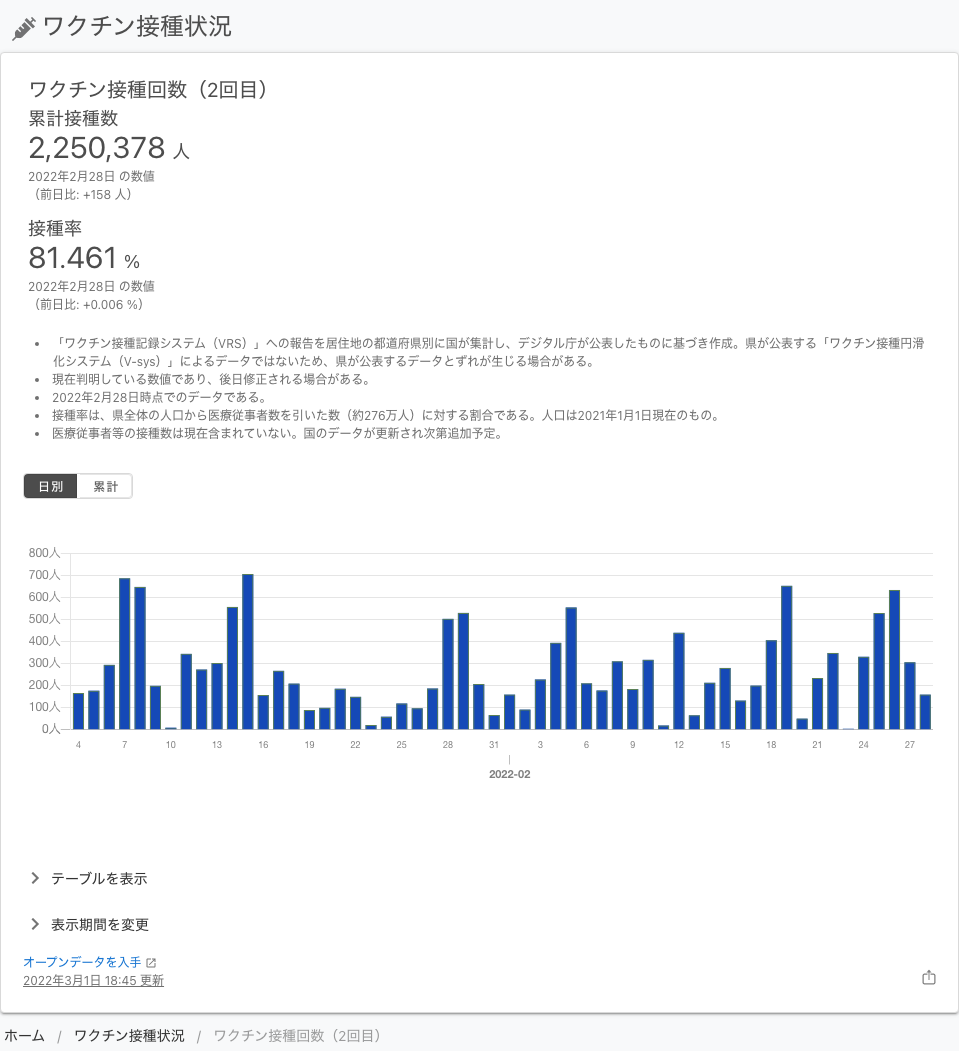 ワクチン接種状況
ワクチン接種回数（2回目）
累計接種数
2,250,378 人
2022年2月28日 の数値
（前日比: +158 人）
接種率
81.461 %
2022年2月28日 の数値
（前日比: +0.006 %）
• 「ワクチン接種記録システム（VRS）」への報告を居住地の都道府県別に国が集計し、デジタル庁が公表したものに基づき作成。県が公表する「ワクチン接種円滑
化システム（V-sys）」によるデータではないため、県が公表するデータとずれが生じる場合がある。
• 現在判明している数値であり、後日修正される場合がある。
• 2022年2月28日時点でのデータである。
• 接種率は、県全体の人口から医療従事者数を引いた数（約276万人）に対する割合である。人口は2021年1月1日現在のもの。
• 医療従事者等の接種数は現在含まれていない。国のデータが更新され次第追加予定。
日別 累計
800人
700人
600人
500人
400人
300人
200人
100人
0人
4 7 10 13 16 19 22 25 28 31 3 6 9 12 15 18 21 24 27
2022-02
テーブルを表示
表示期間を変更
オープンデータを入手
2022年3月1日 18:45 更新
ホーム / ワクチン接種状況 / ワクチン接種回数（2回目）